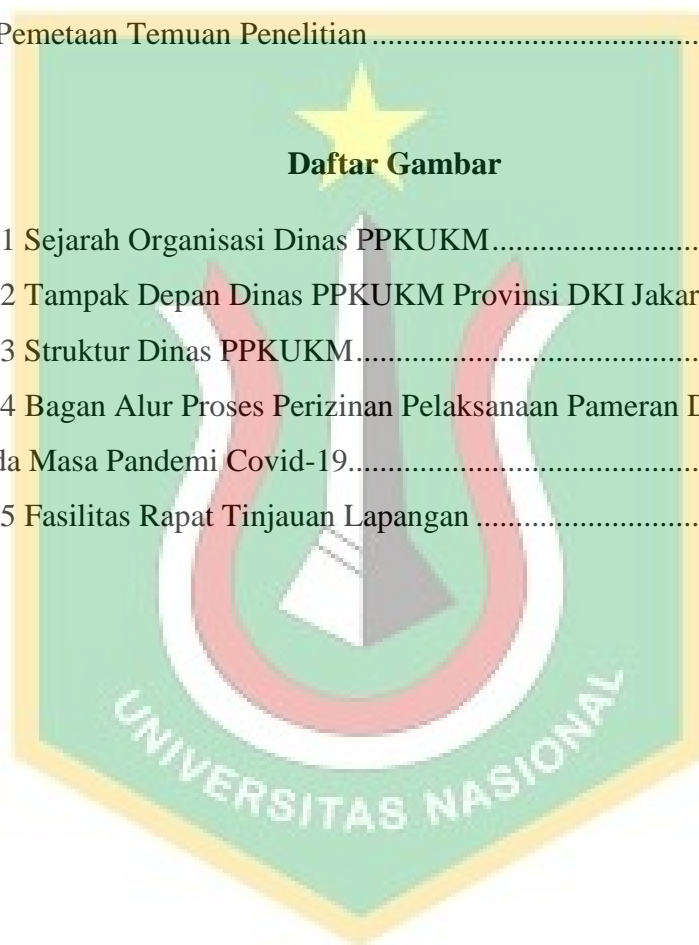 Pemetaan Temuan Penelitian ........................................
Daftar Gambar
1 Sejarah Organisasi Dinas PPKUKM ........................................
2 Tampak Depan Dinas PPKUKM Provinsi DKI Jakar
3 Struktur Dinas PPKUKM ........................................
4 Bagan Alur Proses Perizinan Pelaksanaan Pameran D
da Masa Pandemi Covid-19 ........................................
5 Fasilitas Rapat Tinjauan Lapangan ........................................
UNIVERSITAS NASIONAL